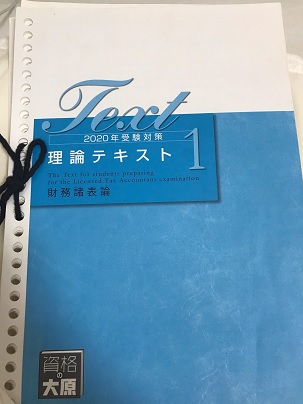 Text
2020年受験対策
理論テキスト 1
The Text for students preparing
for the Licensed Tax Accountant examination
財務諸表論
資格
の
大原